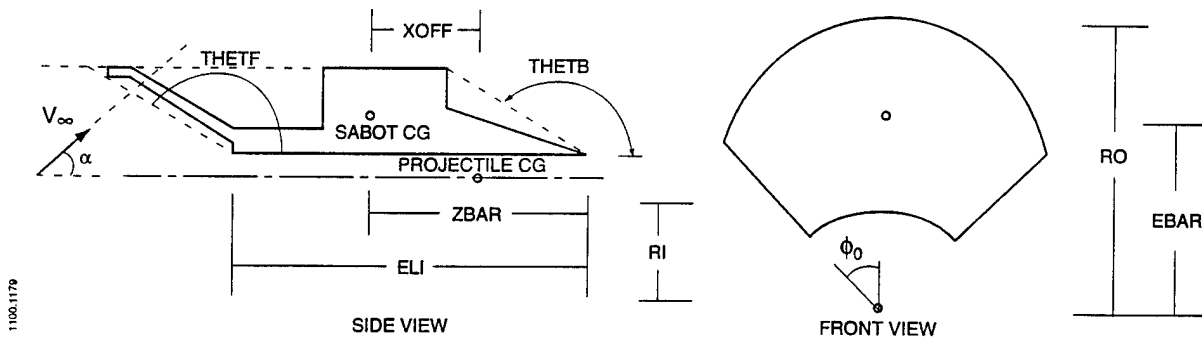 XOFF
THETF
THETB
V∞
α
SABOT CG
PROJECTILE CG
ZBAR
ELI
RI
SIDE VIEW
1100.1179
RO
EBAR
ϕ0
FRONT VIEW